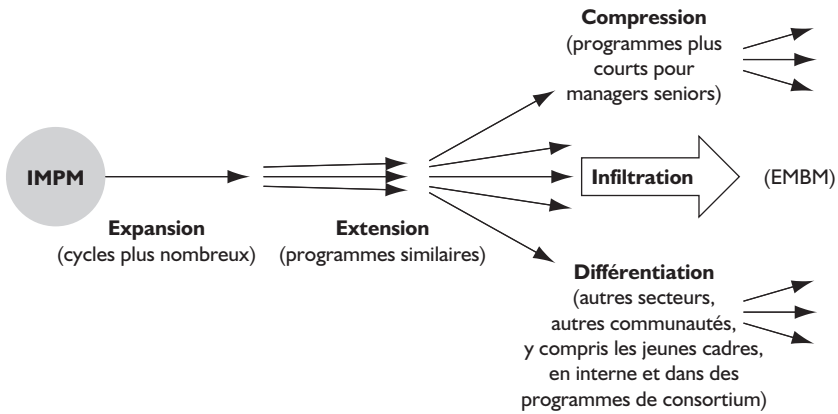 Compression
(programmes plus
courts pour
managers seniors)
IMPM
Infiltration
(EMBM)
Expansion
(cycles plus nombreux)
Extension
(programmes similaires)
Différentiation
(autres secteurs,
autres communautés,
y compris les jeunes cadres,
en interne et dans des
programmes de consortium)